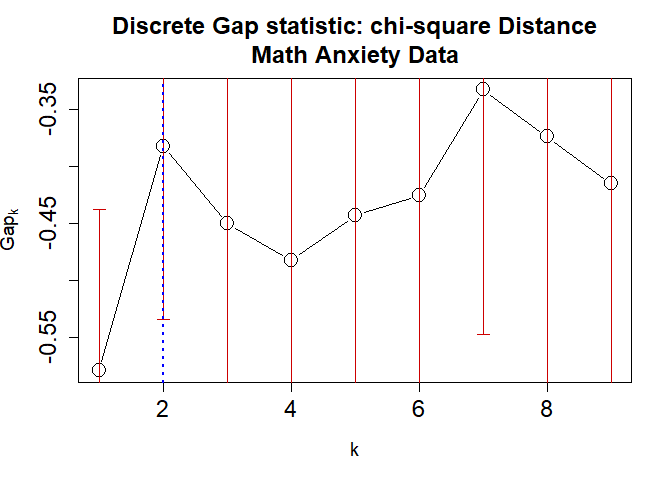 Discrete Gap statistic: chi-square Distance
Math Anxiety Data
-0.35
-0.45
-0.55
Gapk
2 4 6 8
k